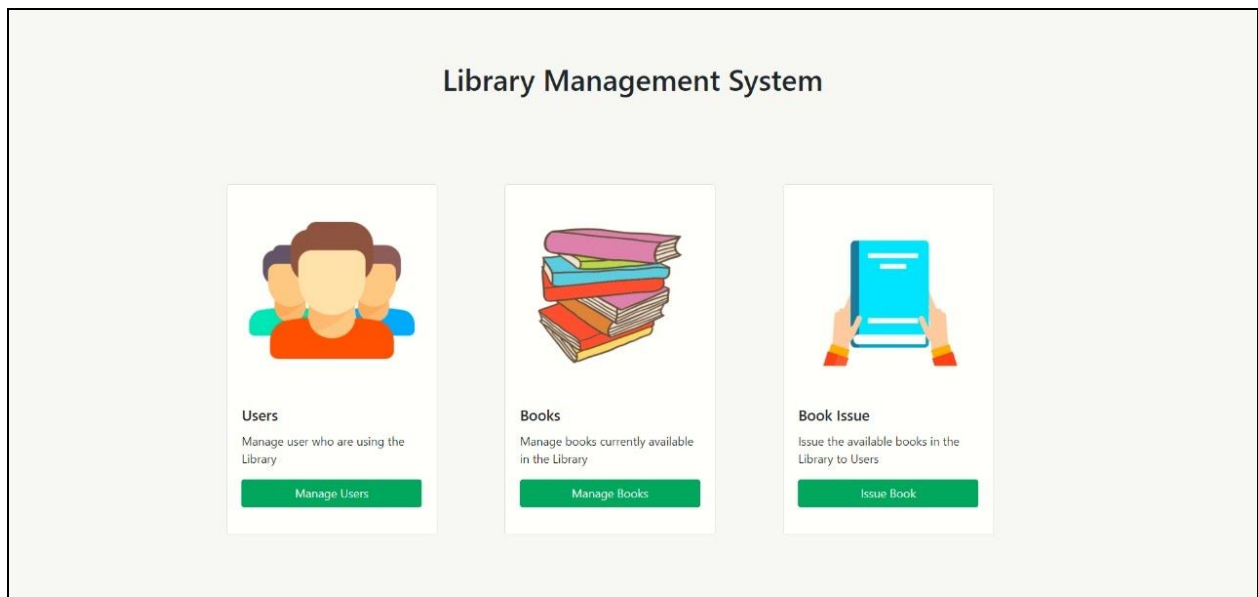 Library Management System
Users
Manage user who are using the
Library
Manage Users
Books
Manage books currently available
in the Library
Manage Books
Book Issue
Issue the available books in the
Library to Users
Issue Book